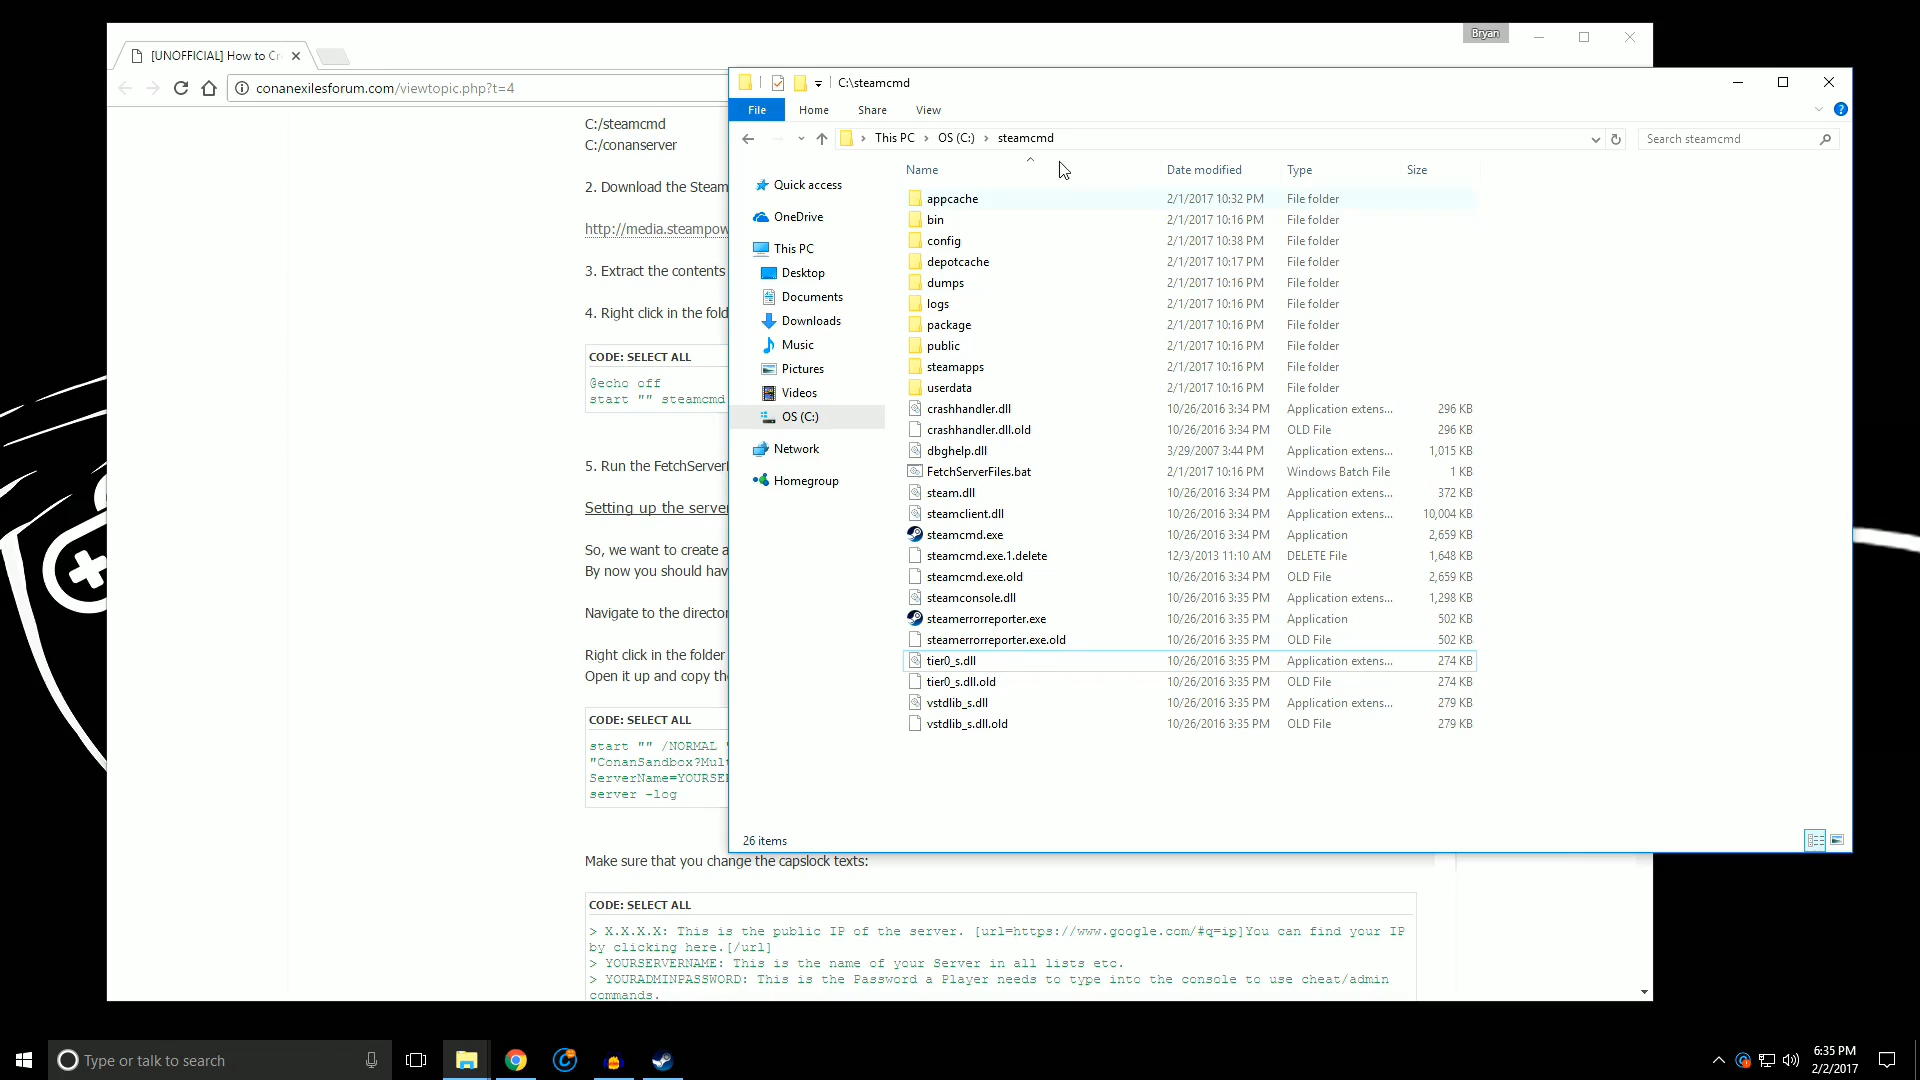 Bryan
[UNOFFICIAL] How to Cr
conanexilesforum.com/viewtopic.php?t=4
C:/steamcmd
C:/conanserver
2. Download the Steam
http://media.steampow
3. Extract the contents
4. Right click in the fold
CODE: SELECT ALL
@echo off
start "" steamcmd
5. Run the FetchServer
Setting up the server
So, we want to create a
By now you should hav
Navigate to the director
Right click in the folder
Open it up and copy the
CODE: SELECT ALL
start "" /NORMAL "
"ConanSandbox?Mult
ServerName=YOURSER
server -log
Make sure that you change the capslock texts:
CODE: SELECT ALL
> X.X.X.X: This is the public IP of the server. [url=https://www.google.com/#q=ip]You can find your IP
by clicking here.[/url]
> YOURSERVERNAME: This is the name of your Server in all lists etc.
> YOURADMINPASSWORD: This is the Password a Player needs to type into the console to use cheat/admin
commands.
C:\steamcmd
File Home Share View
This PC > OS (C:) > steamcmd
Search steamcmd
Quick access
OneDrive
This PC
Desktop
Documents
Downloads
Music
Pictures
Videos
OS (C:)
Network
Homegroup
Name Date modified Type Size
appcache 2/1/2017 10:32 PM File folder
bin 2/1/2017 10:16 PM File folder
config 2/1/2017 10:38 PM File folder
depotcache 2/1/2017 10:17 PM File folder
dumps 2/1/2017 10:16 PM File folder
logs 2/1/2017 10:16 PM File folder
package 2/1/2017 10:16 PM File folder
public 2/1/2017 10:16 PM File folder
steamapps 2/1/2017 10:16 PM File folder
userdata 2/1/2017 10:16 PM File folder
crashhandler.dll 10/26/2016 3:34 PM Application extens... 296 KB
crashhandler.dll.old 10/26/2016 3:34 PM OLD File 296 KB
dbghelp.dll 3/29/2007 3:44 PM Application extens... 1,015 KB
FetchServerFiles.bat 2/1/2017 10:16 PM Windows Batch File 1 KB
steam.dll 10/26/2016 3:34 PM Application extens... 372 KB
steamclient.dll 10/26/2016 3:34 PM Application extens... 10,004 KB
steamcmd.exe 10/26/2016 3:34 PM Application 2,659 KB
steamcmd.exe.1.delete 12/3/2013 11:10 AM DELETE File 1,648 KB
steamcmd.exe.old 10/26/2016 3:34 PM OLD File 2,659 KB
steamconsole.dll 10/26/2016 3:35 PM Application extens... 1,298 KB
steamerrorreporter.exe 10/26/2016 3:35 PM Application 502 KB
steamerrorreporter.exe.old 10/26/2016 3:35 PM OLD File 502 KB
tier0_s.dll 10/26/2016 3:35 PM Application extens... 274 KB
tier0_s.dll.old 10/26/2016 3:35 PM OLD File 274 KB
vstdlib_s.dll 10/26/2016 3:35 PM Application extens... 279 KB
vstdlib_s.dll.old 10/26/2016 3:35 PM OLD File 279 KB
26 items
Type or talk to search
6:35 PM
2/2/2017